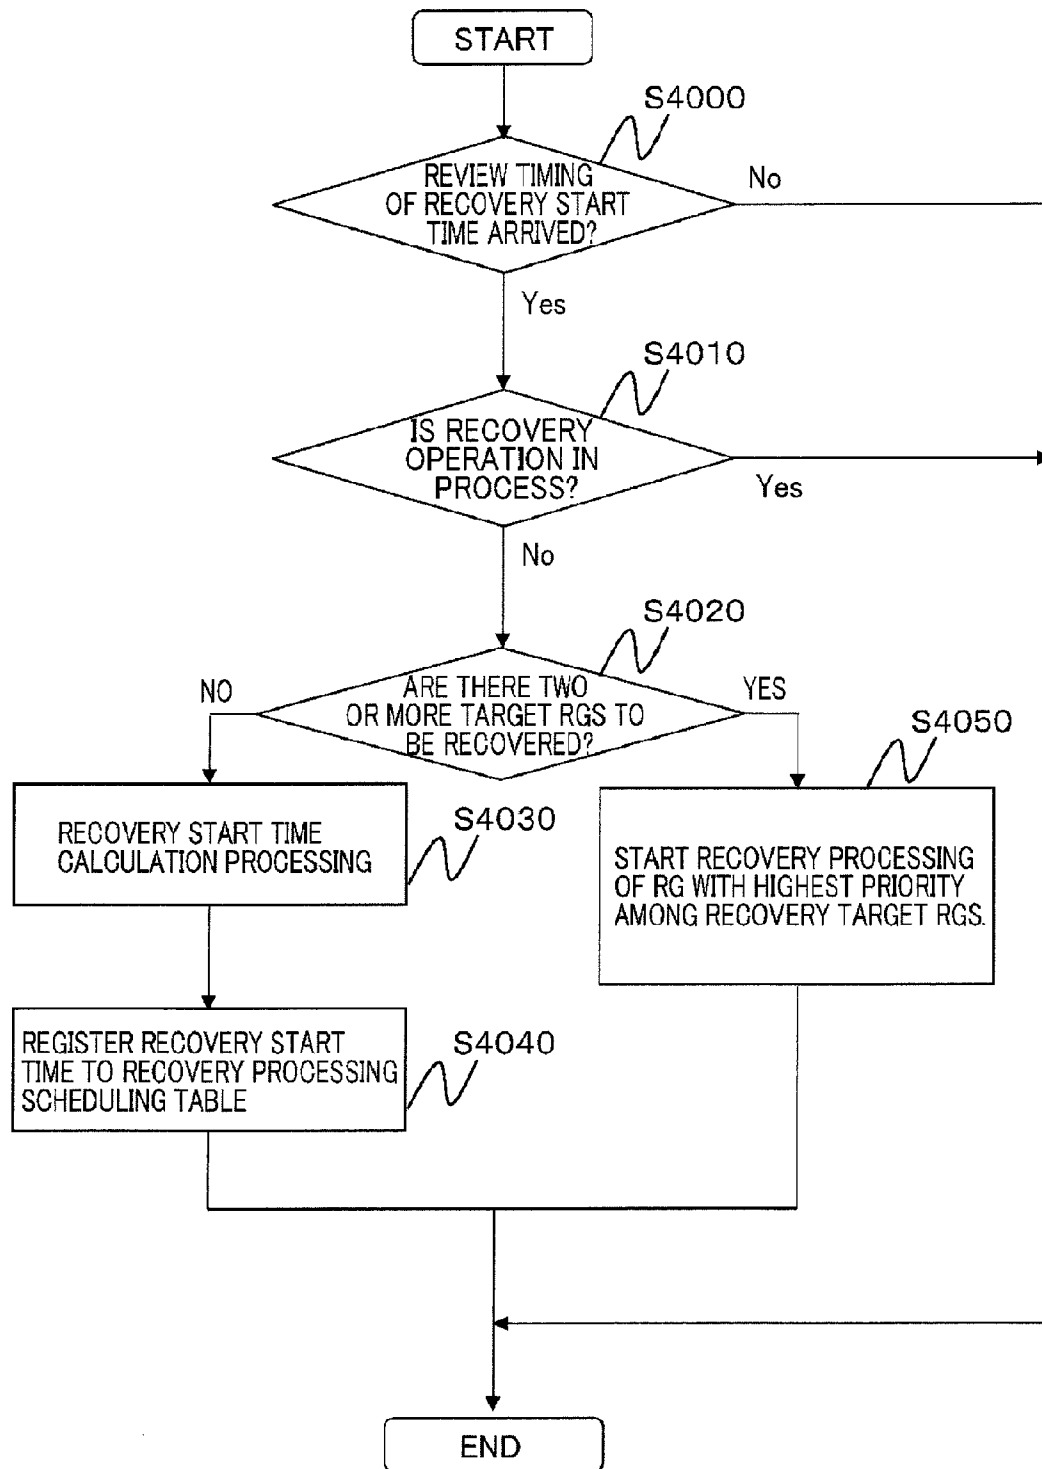 START
S4000
REVIEW TIMING
OF RECOVERY START
TIME ARRIVED?
No
Yes
S4010
IS RECOVERY
OPERATION IN
PROCESS?
Yes
No
S4020
ARE THERE TWO
OR MORE TARGET RGS TO
BE RECOVERED?
NO
YES
S4030
RECOVERY START TIME
CALCULATION PROCESSING
S4050
START RECOVERY PROCESSING
OF RG WITH HIGHEST PRIORITY
AMONG RECOVERY TARGET RGS.
S4040
REGISTER RECOVERY START
TIME TO RECOVERY PROCESSING
SCHEDULING TABLE
END